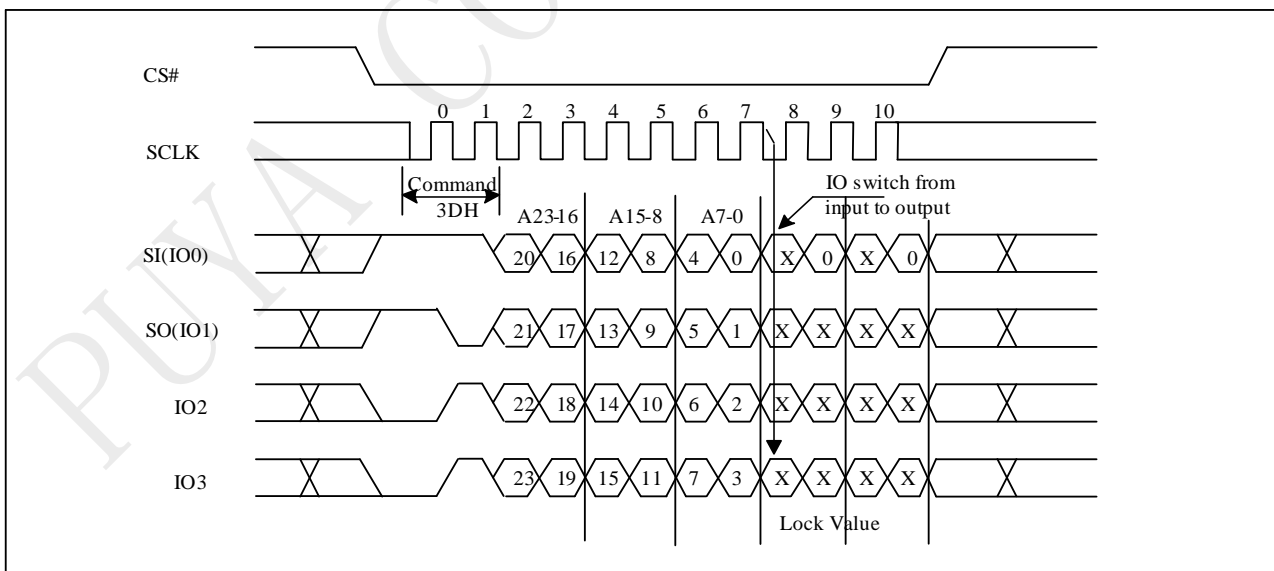 PUYA CO
CS#
0 1 2 3 4 5 6 7 8 9 10
SCLK
Command
3DH
IO switch from
input to output
A23-16 A15-8 A7-0
SI(IO0) 20 16 12 8 4 0 X 0 X 0
SO(IO1) 21 17 13 9 5 1 X X X X
IO2 22 18 14 10 6 2 X X X X
IO3 23 19 15 11 7 3 X X X X
Lock Value